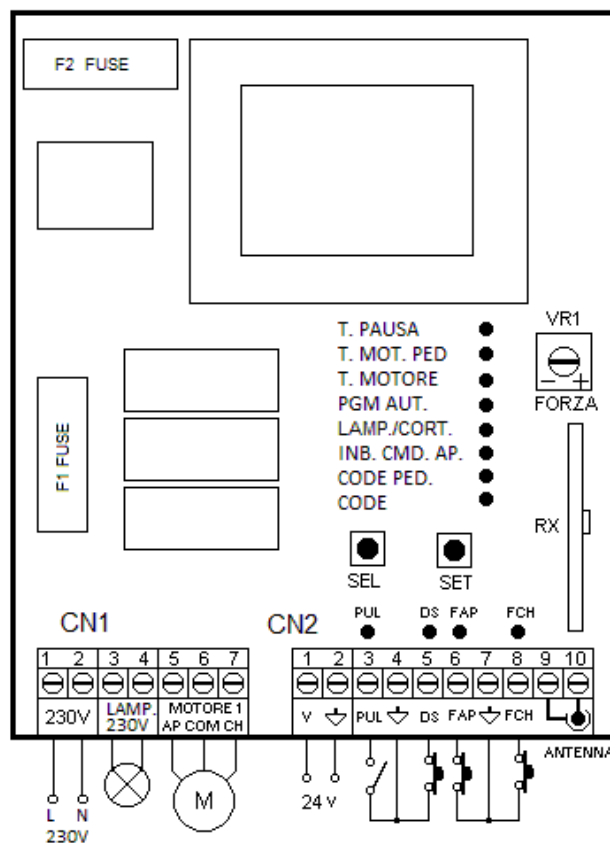 F2 FUSE
T. PAUSA
T. MOT. PED
T. MOTORE
PGM AUT.
LAMP./CORT.
INB. CMD. AP.
CODE PED.
CODE
VR1
- +
FORZA
F1 FUSE
RX
SEL
SET
CN1
CN2
PUL DS FAP FCH
1 2 3 4 5 6 7
1 2 3 4 5 6 7 8 9 10
230V
LAMP.
230V
MOTORE 1
AP COM CH
V PUL DS FAP FCH
ANTENNA
M
24 V
L N
230V